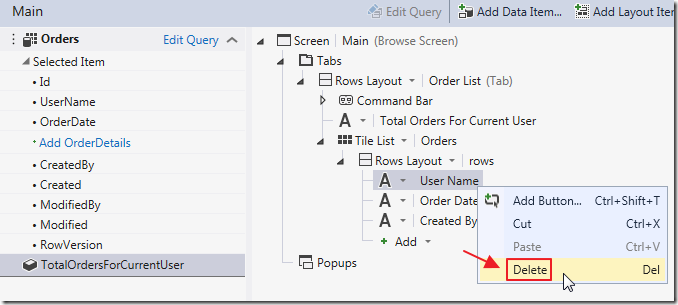 Main
Edit Query
Add Data Item...
Add Layout Iter
Orders
Edit Query
Selected Item
Id
UserName
OrderDate
+ Add OrderDetails
CreatedBy
Created
ModifiedBy
Modified
RowVersion
TotalOrdersForCurrentUser
Screen | Main (Browse Screen)
Tabs
Rows Layout | Order List (Tab)
Command Bar
A | Total Orders For Current User
Tile List | Orders
Rows Layout | rows
A User Name
A Order Date
A Created By
+ Add
Popups
Add Button... Ctrl+Shift+T
Cut Ctrl+X
Paste Ctrl+V
Delete Del